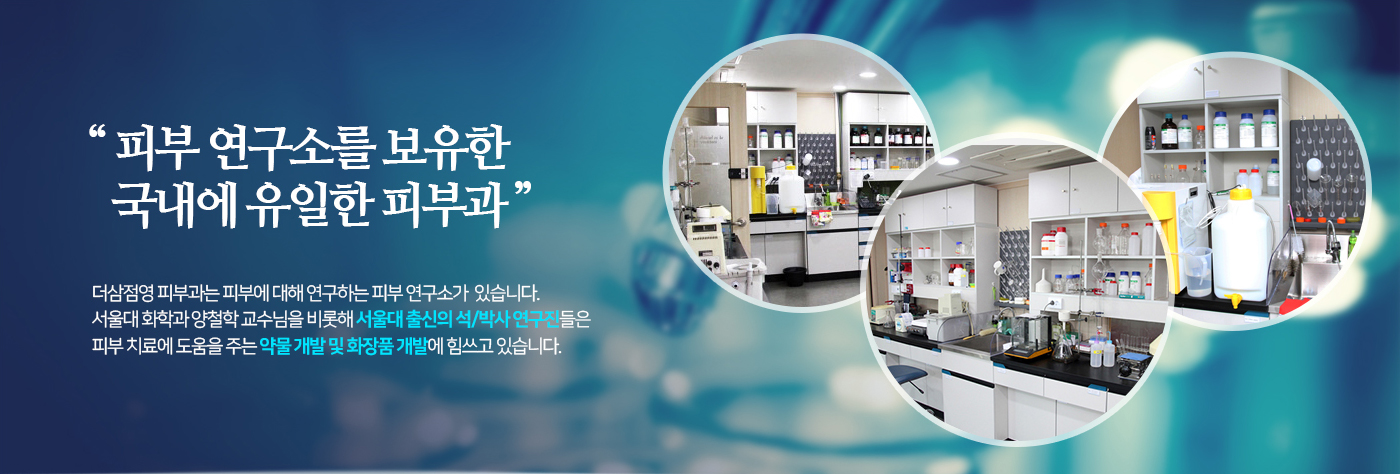 “ 피부 연구소를 보유한
국내에 유일한 피부과 ”
더삼점영 피부과는 피부에 대해 연구하는 피부 연구소가 있습니다.
서울대 화학과 양철학 교수님을 비롯해 서울대 출신의 석/박사 연구진들은
피부 치료에 도움을 주는 약물 개발 및 화장품 개발에 힘쓰고 있습니다.